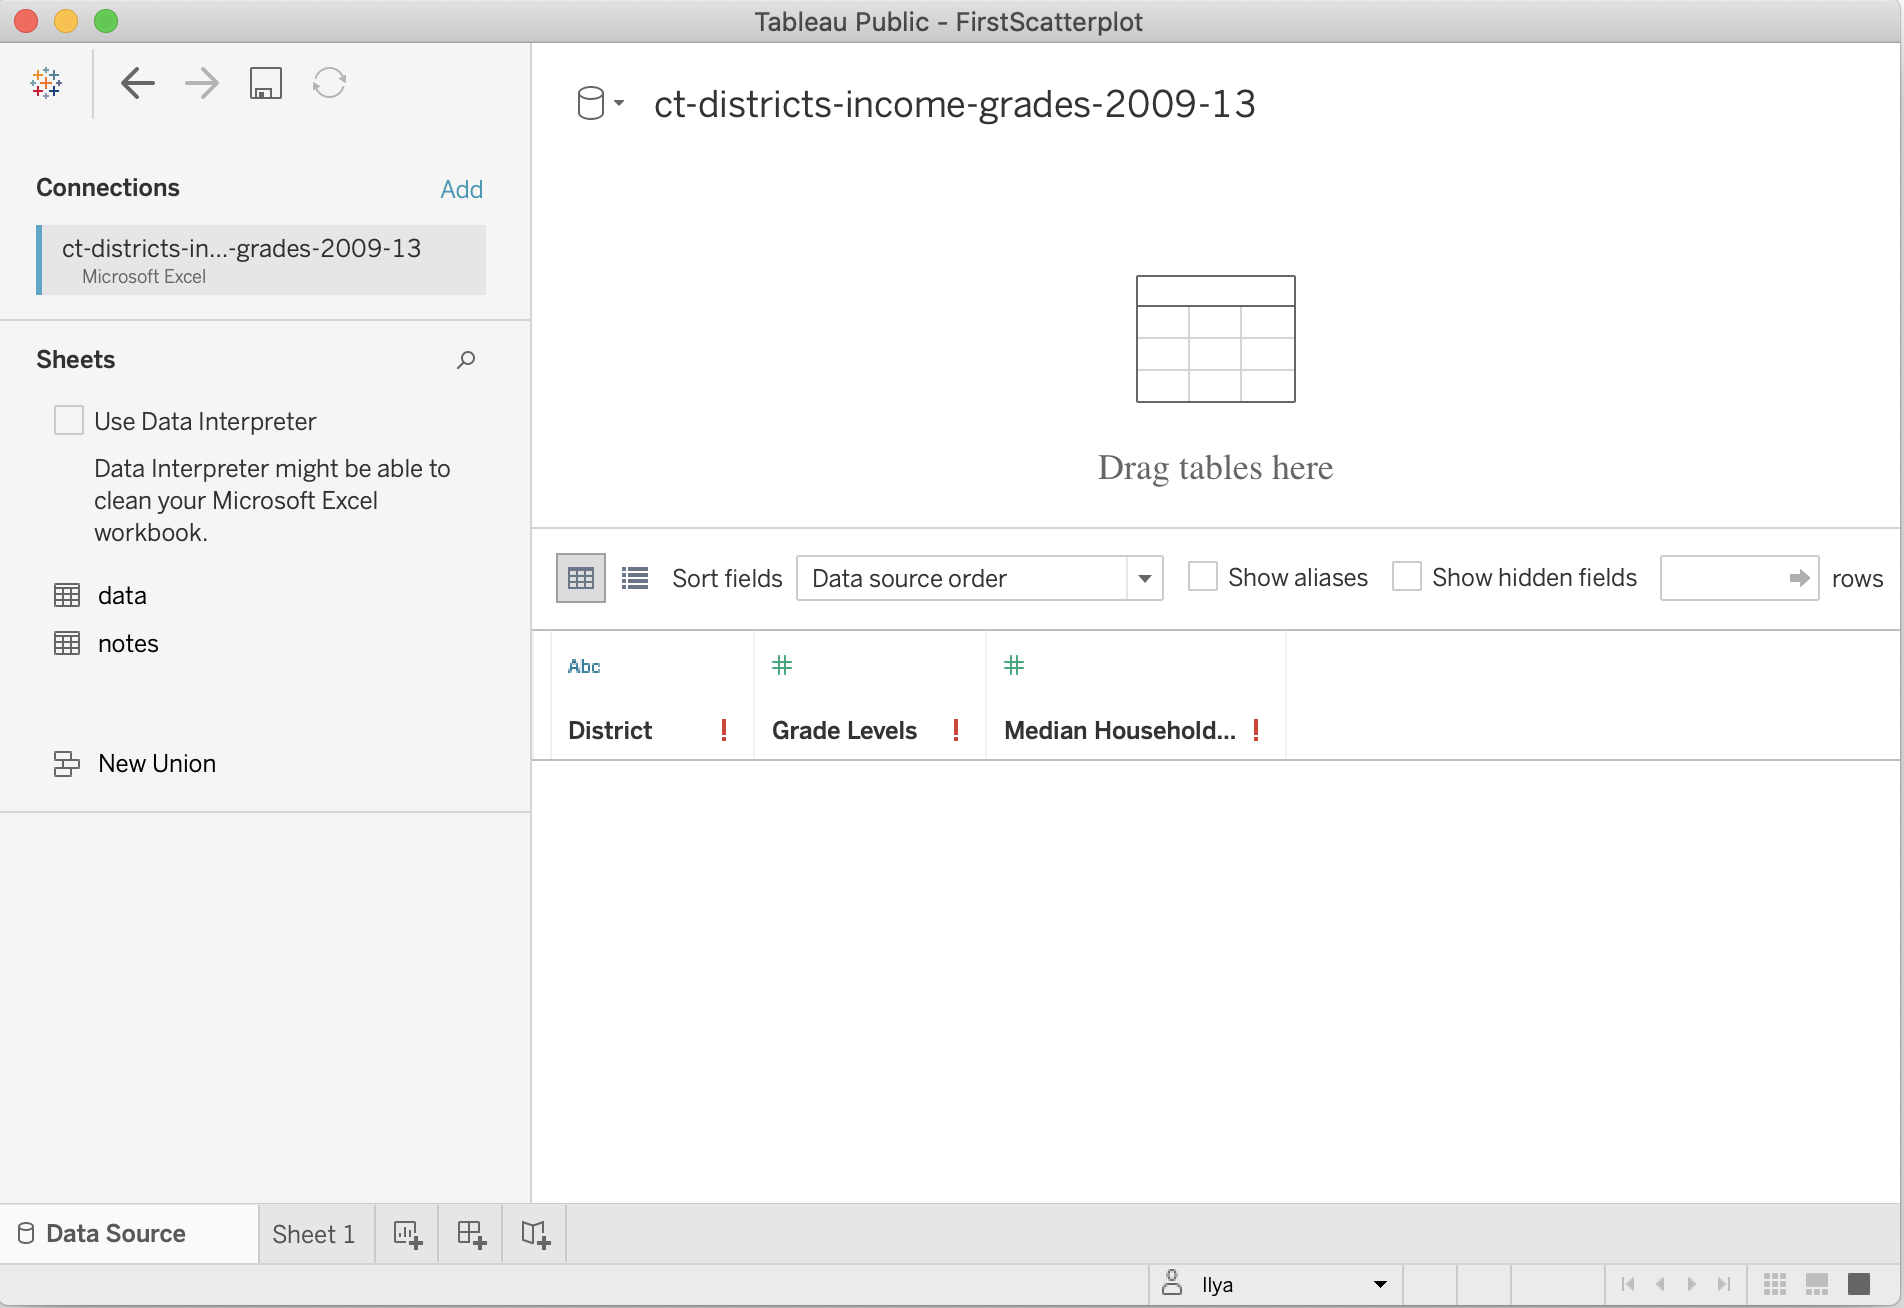 Tableau Public - FirstScatterplot
ct-districts-income-grades-2009-13
Connections
Add
ct-districts-in...-grades-2009-13
Microsoft Excel
Sheets
Use Data Interpreter
Data Interpreter might be able to
clean your Microsoft Excel
workbook.
data
notes
New Union
Drag tables here
Sort fields
Data source order
Show aliases
Show hidden fields
rows
Abc
#
#
District !
Grade Levels !
Median Household... !
Data Source
Sheet 1
Ilya